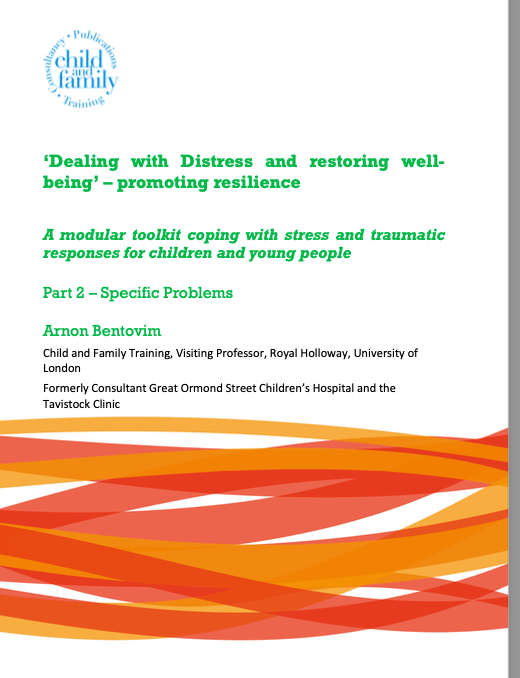 Consultancy • Publications
child
and
family
• Training •
‘Dealing with Distress and restoring well-
being’ – promoting resilience
A modular toolkit coping with stress and traumatic
responses for children and young people
Part 2 – Specific Problems
Arnon Bentovim
Child and Family Training, Visiting Professor, Royal Holloway, University of
London
Formerly Consultant Great Ormond Street Children’s Hospital and the
Tavistock Clinic